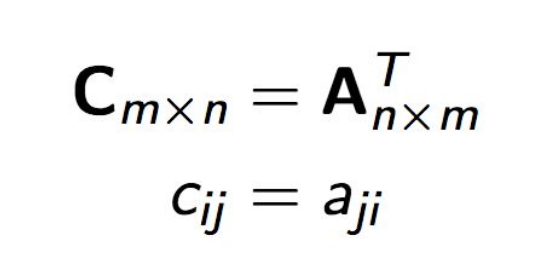 C_{m×n} = A^T_{n×m}
c_{ij} = a_{ji}